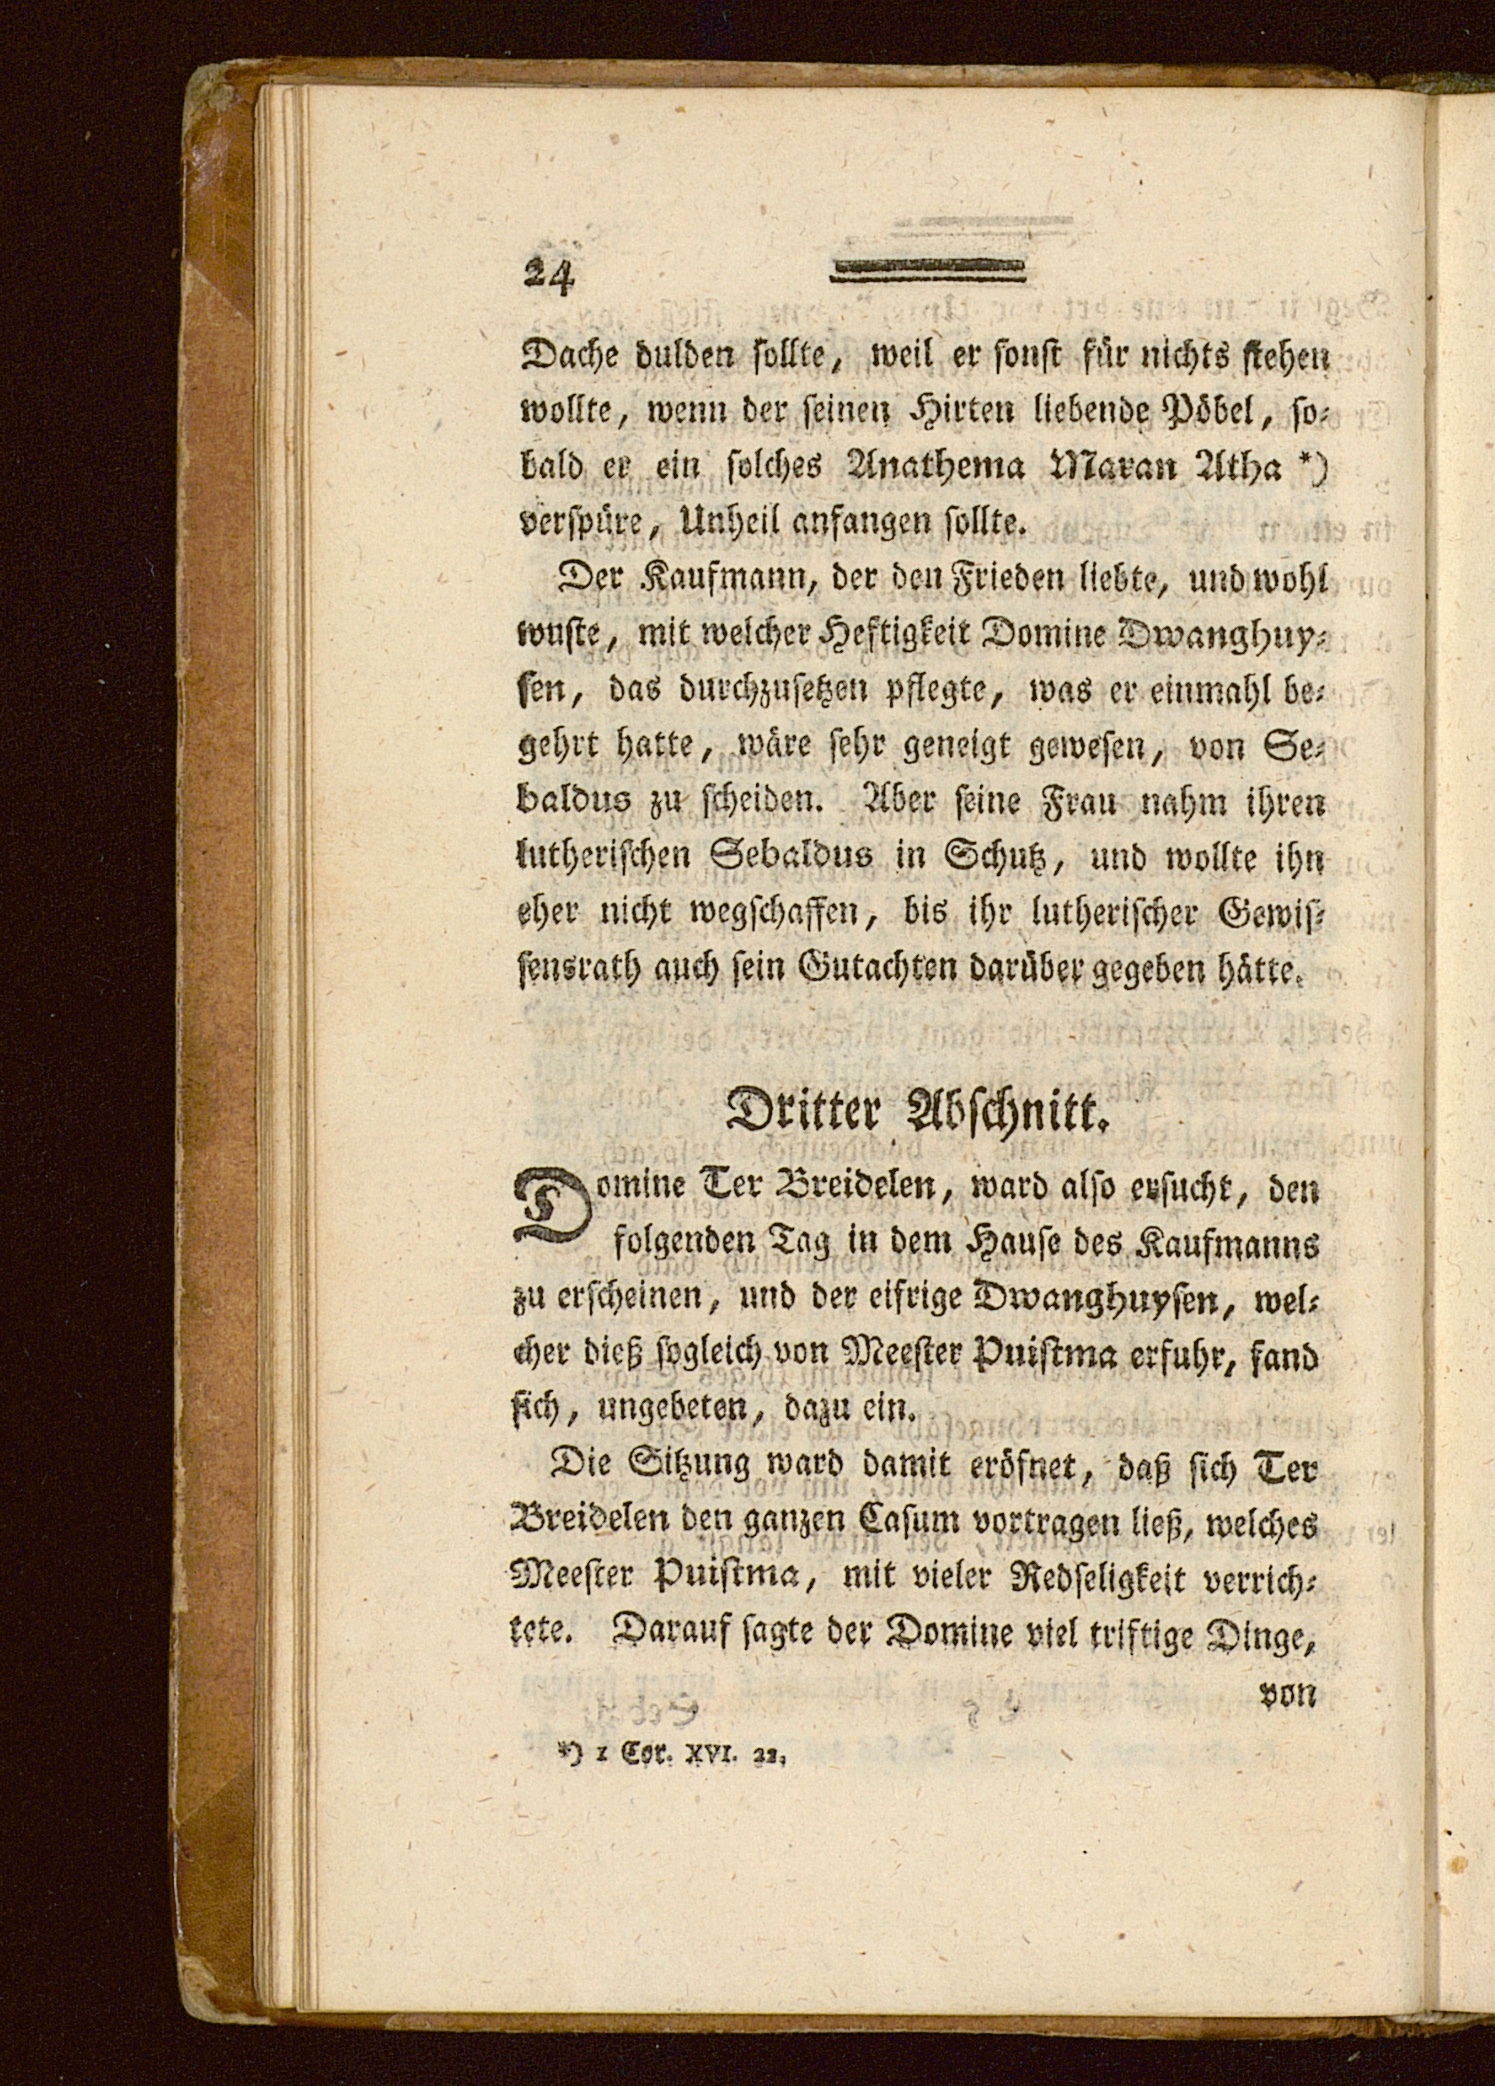 24
Dache dulden ſollte, weil er ſonſt für nichts ſtehen
wollte, wenn der ſeinen Hirten liebende Pöbel, ſo⸗
bald er ein ſolches Anathema Maran Atha *)
verſpüre, Unheil anfangen ſollte.
Der Kaufmann, der den Frieden liebte, und wohl
wuſte, mit welcher Heftigkeit Domine Dwanghuy⸗
ſen, das durchzuſetzen pflegte, was er einmahl be⸗
gehrt hatte, wäre ſehr geneigt geweſen, von Se⸗
baldus zu ſcheiden. Aber ſeine Frau nahm ihren
lutheriſchen Sebaldus in Schutz, und wollte ihn
eher nicht wegſchaffen, bis ihr lutheriſcher Gewiſ⸗
ſensrath auch ſein Gutachten darüber gegeben hätte.
Dritter Abſchnitt.
Domine Ter Breidelen, ward alſo erſucht, den
folgenden Tag in dem Hauſe des Kaufmanns
zu erſcheinen, und der eifrige Dwanghuyſen, wel⸗
cher dieß ſogleich von Meeſter Puiſtma erfuhr, fand
ſich, ungebeten, dazu ein.
Die Sitzung ward damit eröfnet, daß ſich Ter
Breidelen den ganzen Caſum vortragen ließ, welches
Meeſter Puiſtma, mit vieler Redſeligkeit verrich⸗
tete. Darauf ſagte der Domine viel triftige Dinge,
von
*) 1 Cor. XVI. 22.